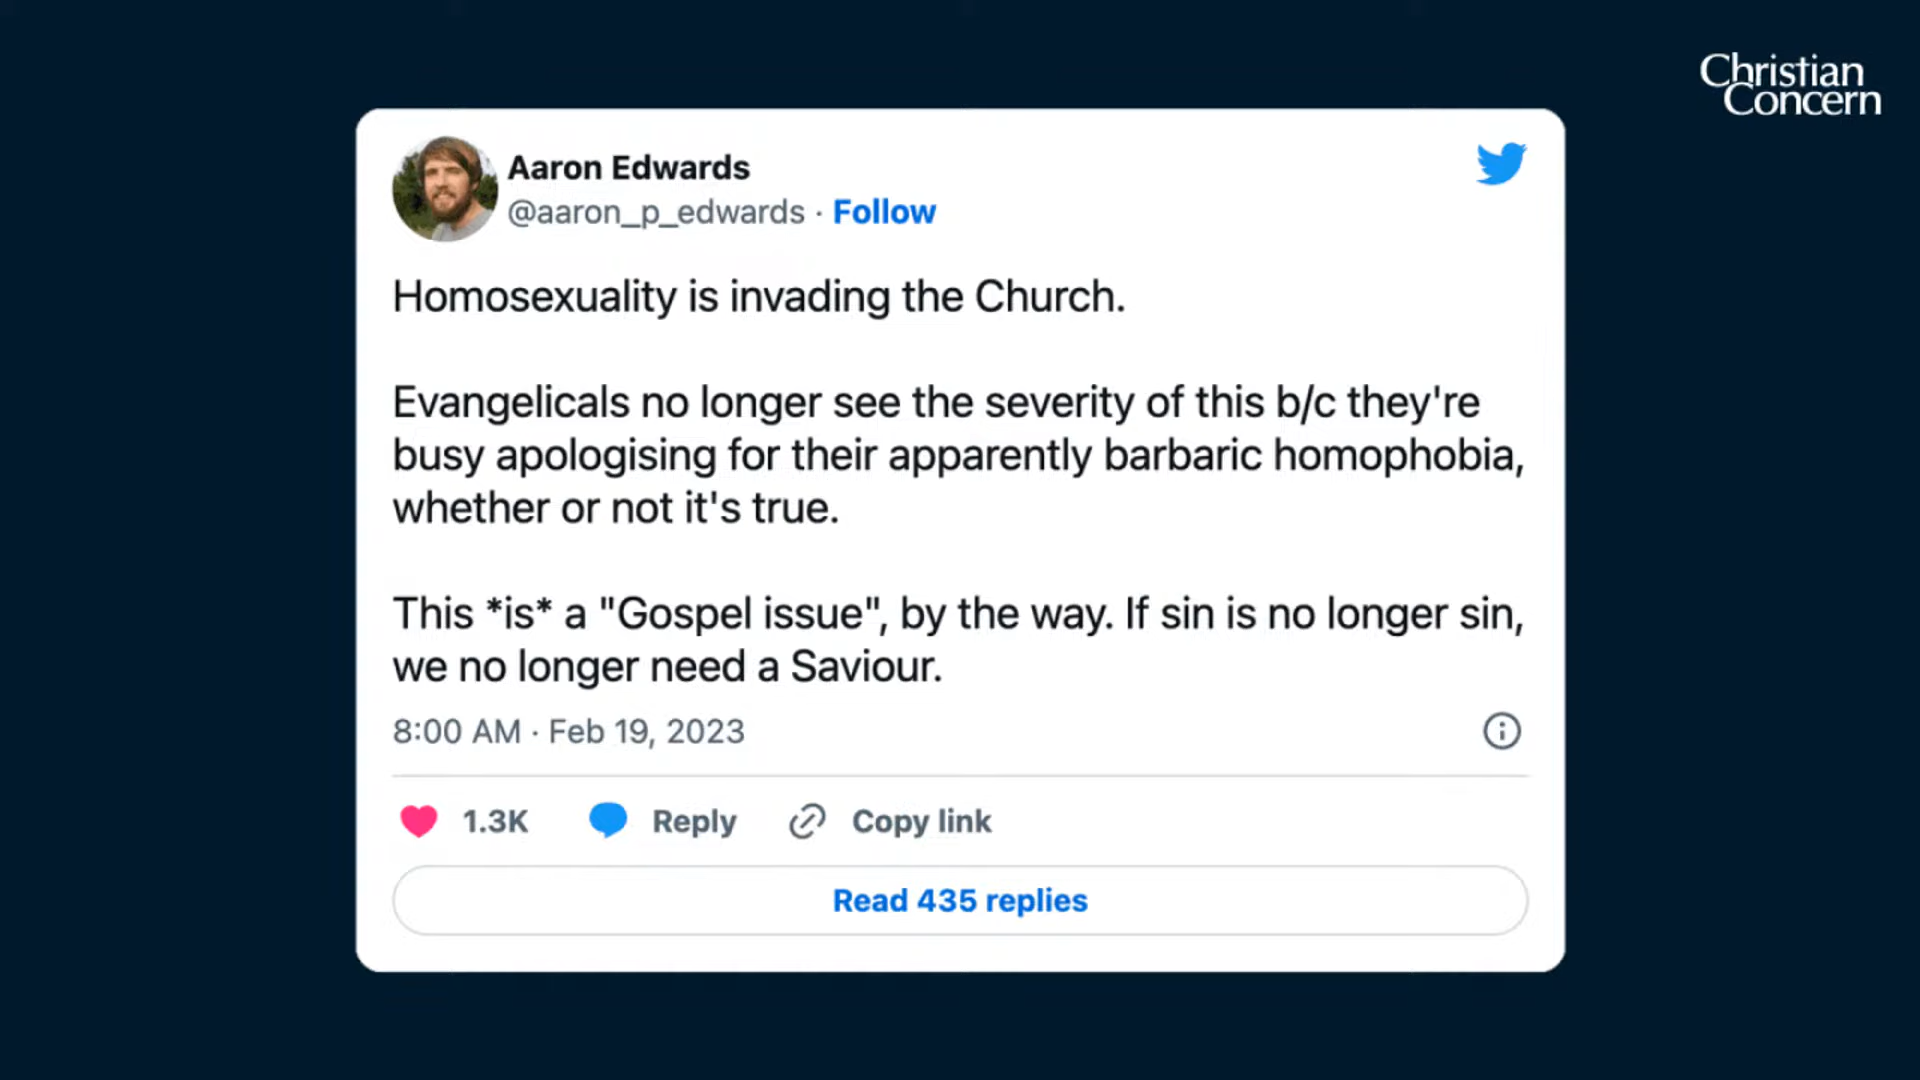 Christian
Concern
Aaron Edwards
@aaron_p_edwards · Follow
Homosexuality is invading the Church.
Evangelicals no longer see the severity of this b/c they're
busy apologising for their apparently barbaric homophobia,
whether or not it's true.
This *is* a "Gospel issue", by the way. If sin is no longer sin,
we no longer need a Saviour.
8:00 AM · Feb 19, 2023
1.3K Reply Copy link
Read 435 replies